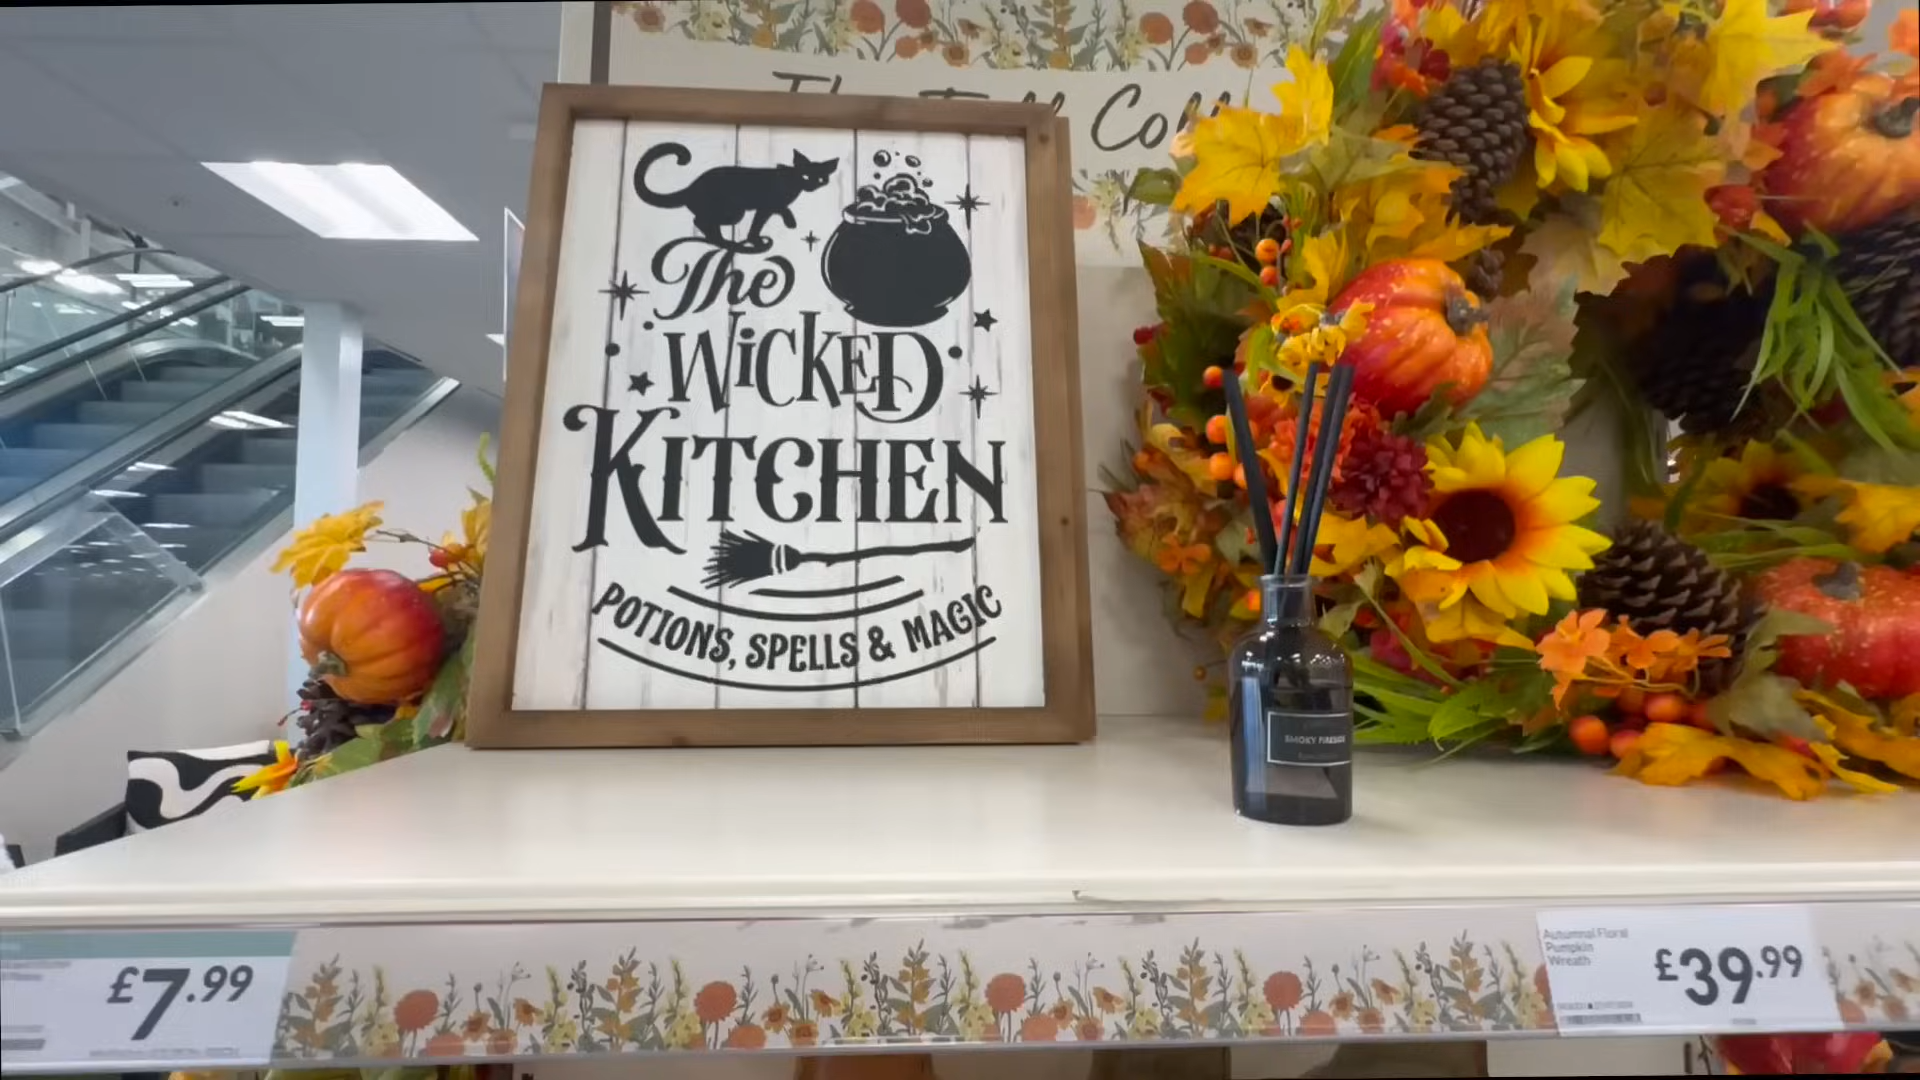 The
WiCKED
KITCHEN
POTIONS, SPELLS & MAGIC
SMOKY FIRESIDE
£7.99
Autumnal Floral
Pumpkin
Wreath
£39.99